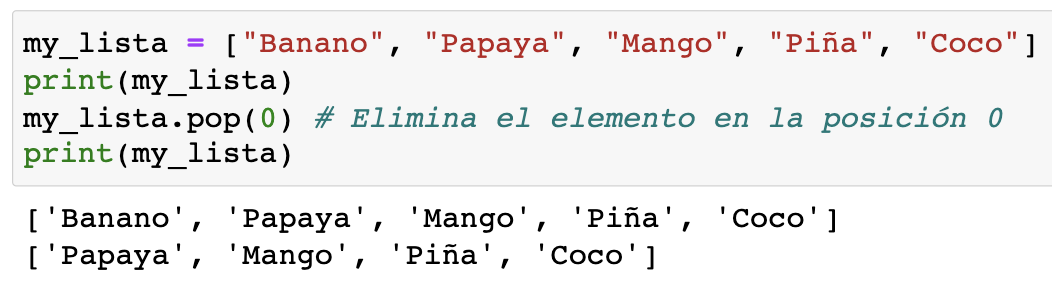 my_lista = ["Banano", "Papaya", "Mango", "Piña", "Coco"]
print(my_lista)
my_lista.pop(0) # Elimina el elemento en la posición 0
print(my_lista)
['Banano', 'Papaya', 'Mango', 'Piña', 'Coco']
['Papaya', 'Mango', 'Piña', 'Coco']